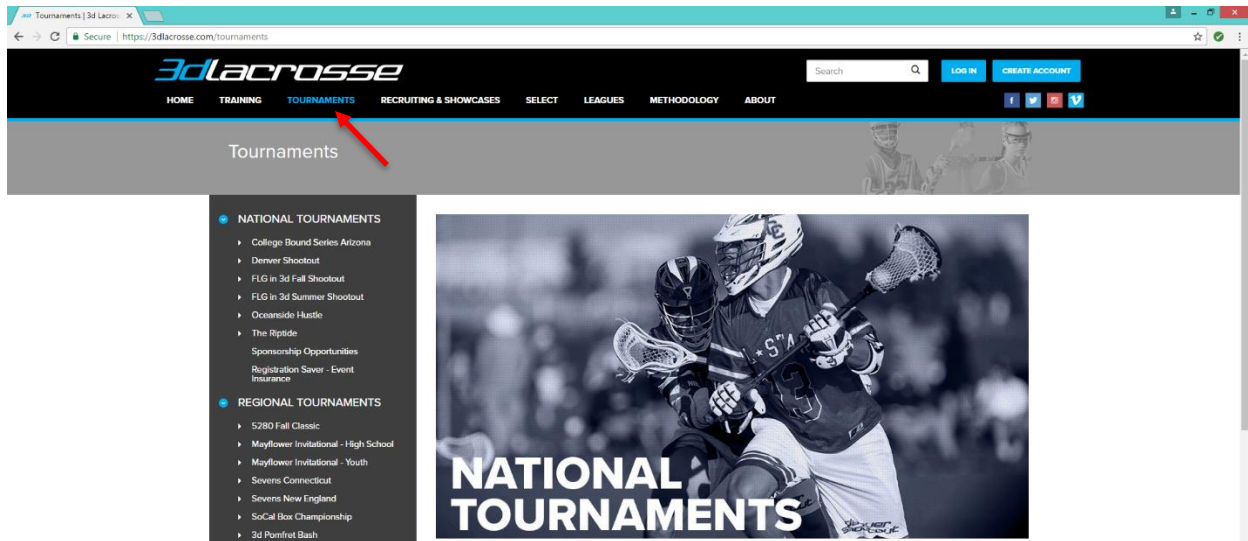 Tournaments | 3d Lacros
Secure | https://3dlacrosse.com/tournaments
3dlacrosse
Search
LOG IN
CREATE ACCOUNT
HOME TRAINING TOURNAMENTS RECRUITING & SHOWCASES SELECT LEAGUES METHODOLOGY ABOUT
Tournaments
NATIONAL TOURNAMENTS
College Bound Series Arizona
Denver Shootout
FLG in 3d Fall Shootout
FLG in 3d Summer Shootout
Oceanside Hustle
The Riptide
Sponsorship Opportunities
Registration Saver - Event
Insurance
REGIONAL TOURNAMENTS
5280 Fall Classic
Mayflower Invitational - High School
Mayflower Invitational - Youth
Sevens Connecticut
Sevens New England
SoCal Box Championship
3d Pomfret Bash
13
NATIONAL
TOURNAMENTS